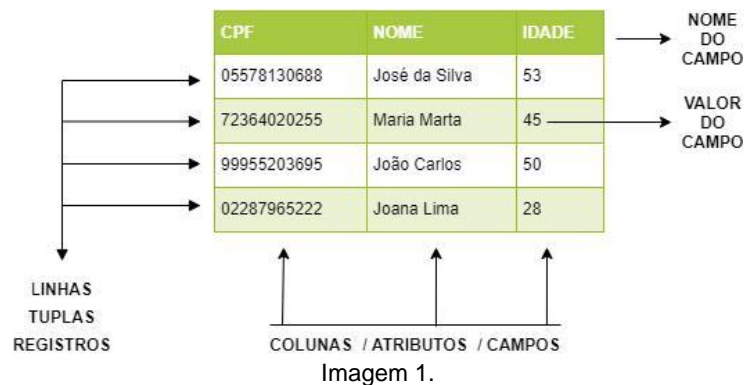 CPF NOME IDADE
05578130688 José da Silva 53
72364020255 Maria Marta 45
99955203695 João Carlos 50
02287965222 Joana Lima 28
NOME
DO
CAMPO
VALOR
DO
CAMPO
LINHAS
TUPLAS
REGISTROS
COLUNAS / ATRIBUTOS / CAMPOS
Imagem 1.